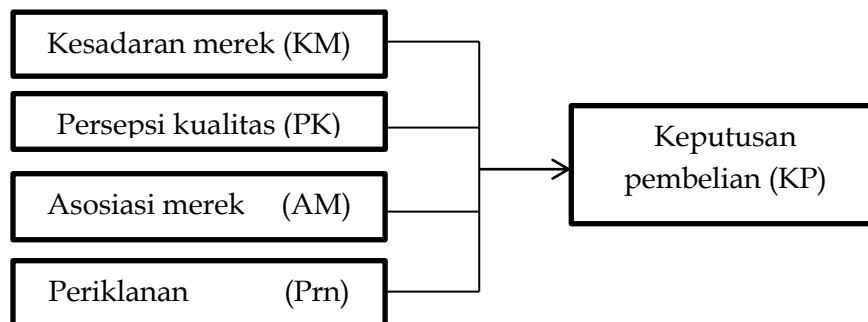 Kesadaran merek (KM)
Persepsi kualitas (PK)
Asosiasi merek (AM)
Periklanan (Prn)
Keputusan
pembelian (KP)